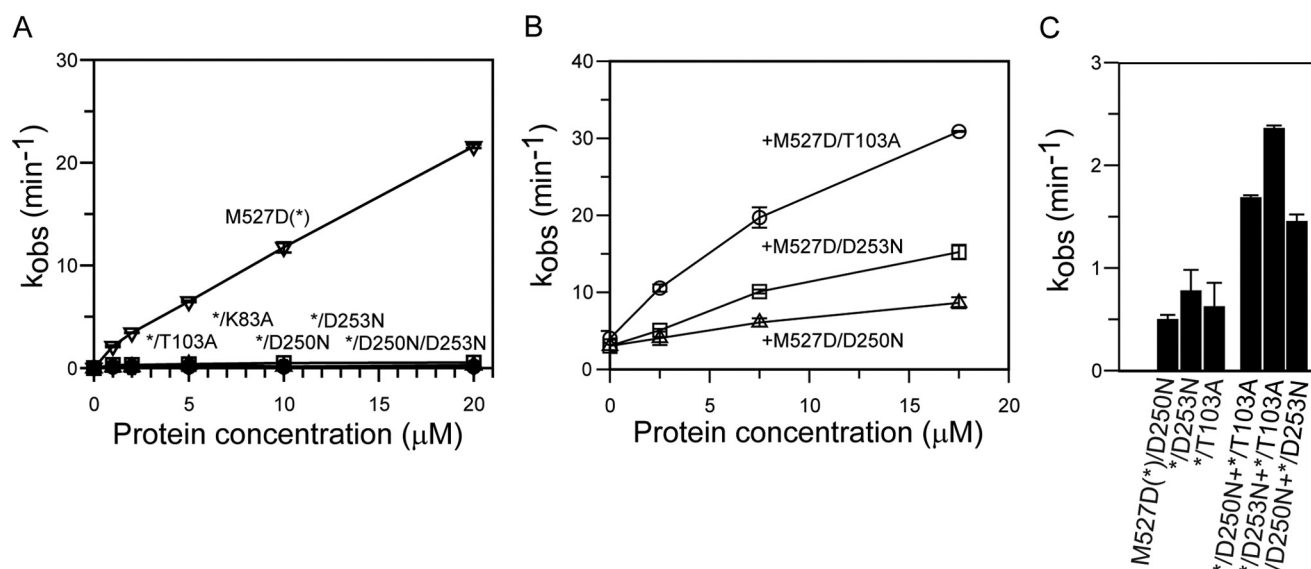 A
30
20
10
0
kobs (min-1)
M527D(*)
*/K83A
*/D253N
*/T103A
*/D250N
*/D250N/D253N
0 5 10 15 20
Protein concentration (μM)
B
40
30
20
10
0
kobs (min-1)
+M527D/T103A
+M527D/D253N
+M527D/D250N
0 5 10 15 20
Protein concentration (μM)
C
3
2
1
0
kobs (min-1)
M527D(*)/D250N
*/D253N
*/T103A
*/D250N+*/T103A
*/D253N+*/T103A
/D250N+*/D253N